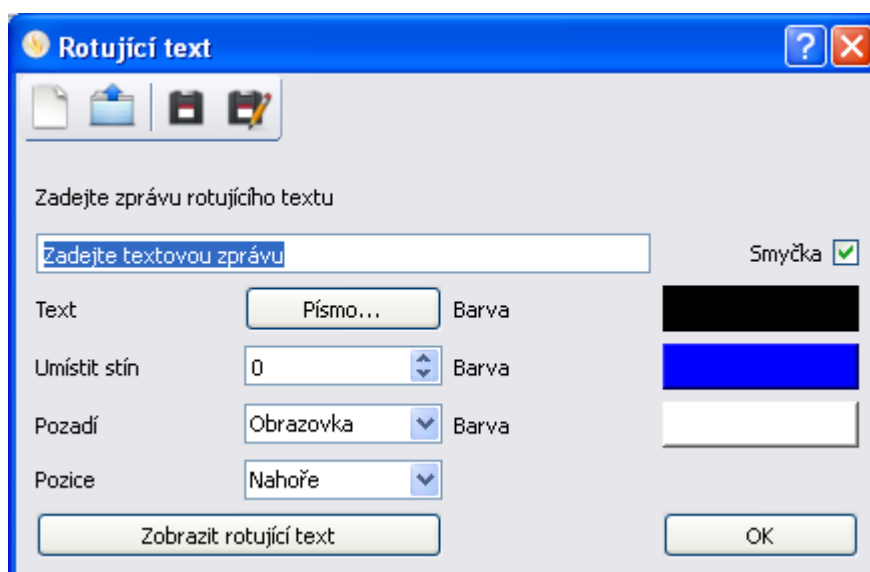 Rotující text
Zadejte zprávu rotujícího textu
Zadejte textovou zprávu Smyčka
Text Písmo... Barva
Umístit stín 0 Barva
Pozadí Obrazovka Barva
Pozice Nahoře
Zobrazit rotující text OK